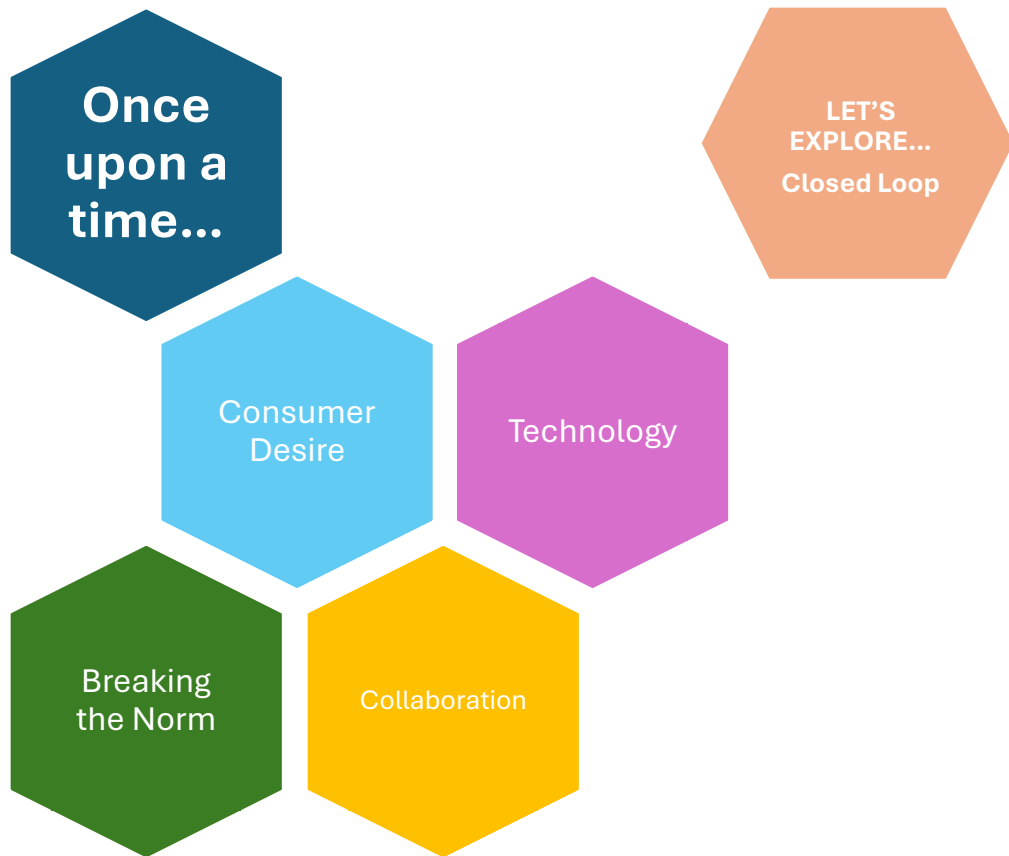 Once
upon a
time...
LET'S
EXPLORE...
Closed Loop
Consumer
Desire
Technology
Breaking
the Norm
Collaboration